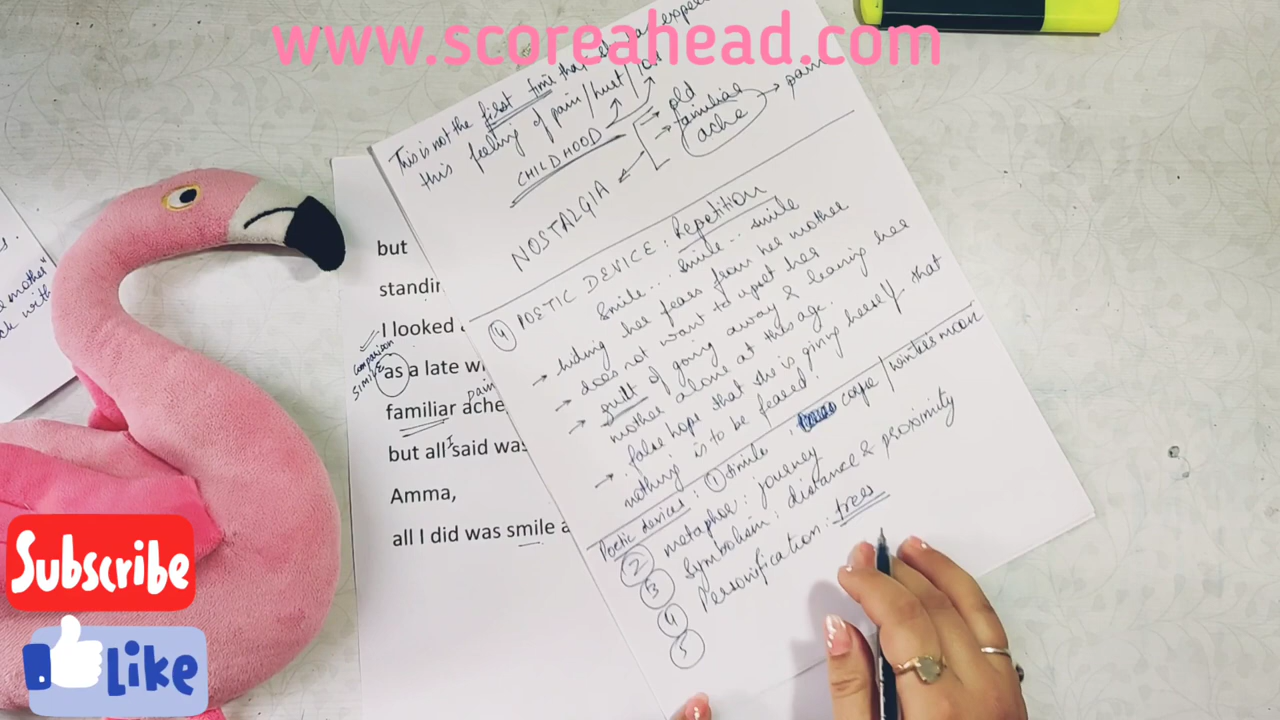 www.scoreahead.com
This is not the first time that
this feeling of pain/hurt/
CHILDHOOD
NOSTALGIA
→ old
→ familiar
ache
→ pain
④ POETIC DEVICE: Repetition
Smile... smile... smile
→ hiding her fears from her mother
→ does not want to upset her
→ guilt of going away & leaving her
mother alone at this age.
→ false hope that she is giving herself that
nothing is to be feared.
Poetic devices: ① simile, corpse / winter's moon
② metaphor: journey
③ Symbolism: distance & proximity
④ Personification: trees
⑤
but
standin
I looked
comparison
simile
as a late wi
pain
familiar ache
but all I said was
Amma,
all I did was smile a
s.
mother"
ck with
Subscribe
Like